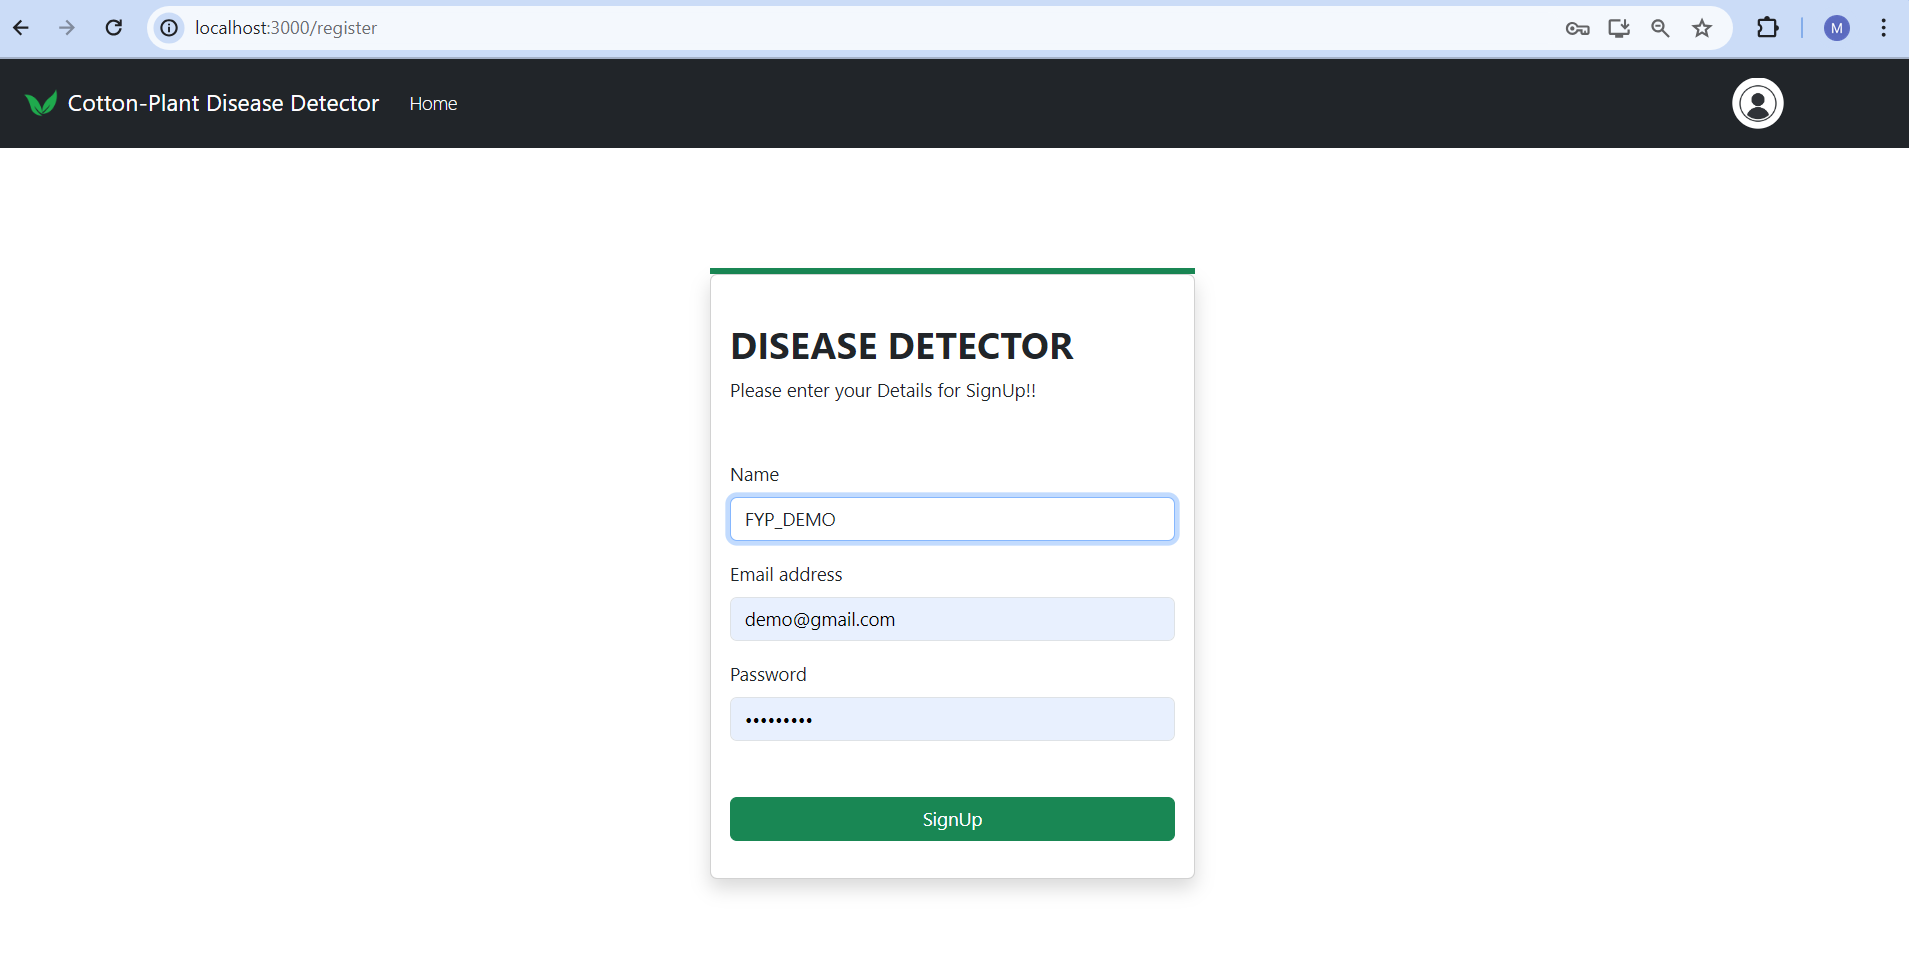 localhost:3000/register
M
Cotton-Plant Disease Detector
Home
DISEASE DETECTOR
Please enter your Details for SignUp!!
Name
FYP_DEMO
Email address
demo@gmail.com
Password
•••••••••
SignUp